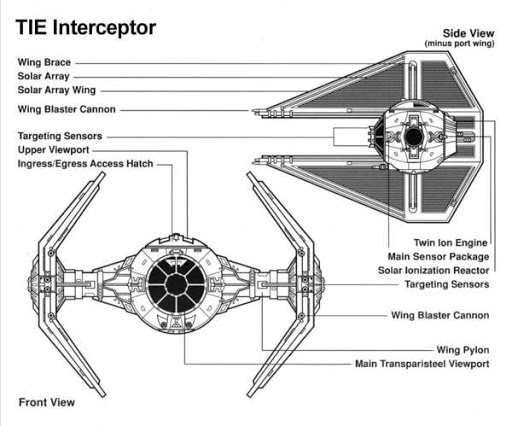 TIE Interceptor
Side View
(minus port wing)
Wing Brace
Solar Array
Solar Array Wing
Wing Blaster Cannon
Targeting Sensors
Upper Viewport
Ingress/Egress Access Hatch
Twin Ion Engine
Main Sensor Package
Solar Ionization Reactor
Targeting Sensors
Wing Blaster Cannon
Wing Pylon
Main Transparisteel Viewport
Front View